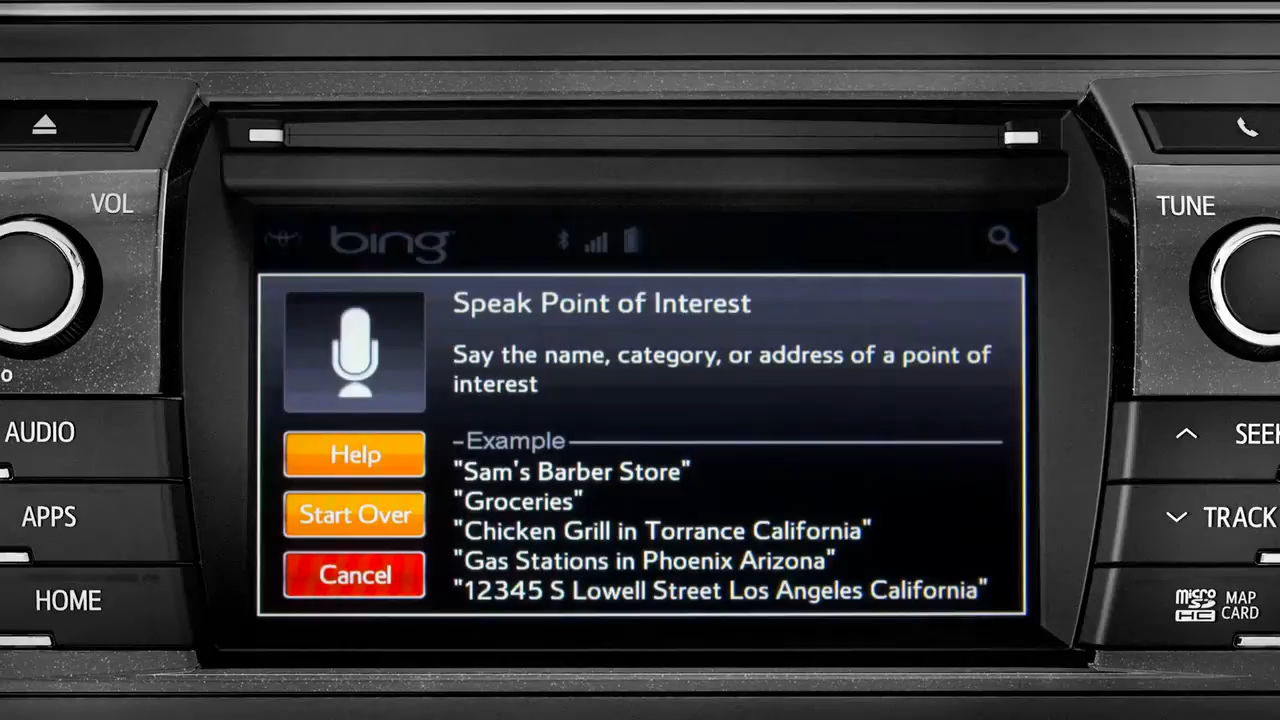 VOL
TUNE
bing
Speak Point of Interest
Say the name, category, or address of a point of
interest
Help
Start Over
Cancel
Example
"Sam's Barber Store"
"Groceries"
"Chicken Grill in Torrance California"
"Gas Stations in Phoenix Arizona"
"12345 S Lowell Street Los Angeles California"
AUDIO
APPS
HOME
SEEK
TRACK
micro
SD
HC
MAP
CARD